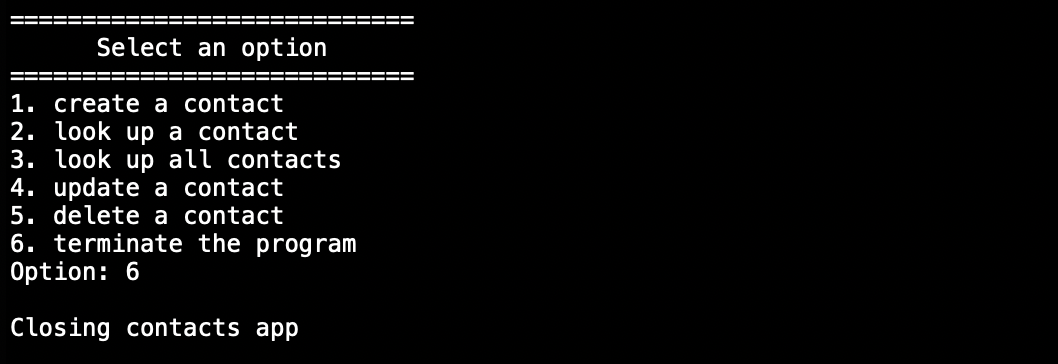 ============================
      Select an option
============================
1. create a contact
2. look up a contact
3. look up all contacts
4. update a contact
5. delete a contact
6. terminate the program
Option: 6

Closing contacts app